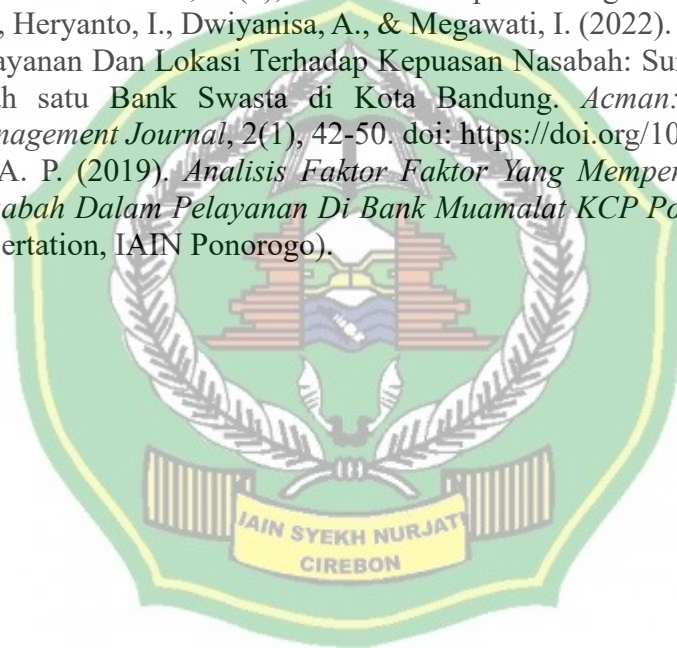 , Heryanto, I., Dwiyanisa, A., & Megawati, I. (2022).
ayanan Dan Lokasi Terhadap Kepuasan Nasabah: Sur
h satu Bank Swasta di Kota Bandung. Acman:
nagement Journal, 2(1), 42-50. doi: https://doi.org/10
A. P. (2019). Analisis Faktor Faktor Yang Memper
abah Dalam Pelayanan Di Bank Muamalat KCP Po
ertation, IAIN Ponorogo).
IAIN SYEKH NURJATI
CIREBON